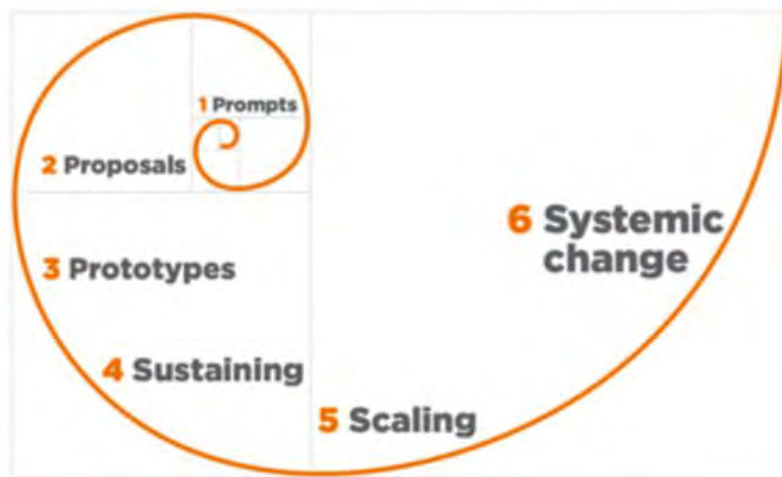 1 Prompts
2 Proposals
3 Prototypes
4 Sustaining
5 Scaling
6 Systemic
change